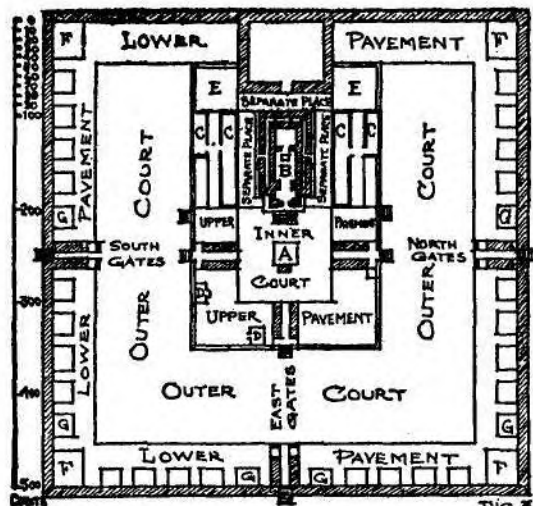 F LOWER PAVEMENT F
E E
SEPARATE PLACE
-100
C C C C
PAVEMENT
COURT
SEPARATE PLACE
B
SEPARATE PLACE
COURT
-200
G UPPER G
INNER
SOUTH GATES A NORTH GATES
COURT
-300
D
UPPER D PAVEMENT
OUTER
OUTER
LOWER
-400
OUTER COURT
EAST GATES
G G
F LOWER PAVEMENT F
G G
-500